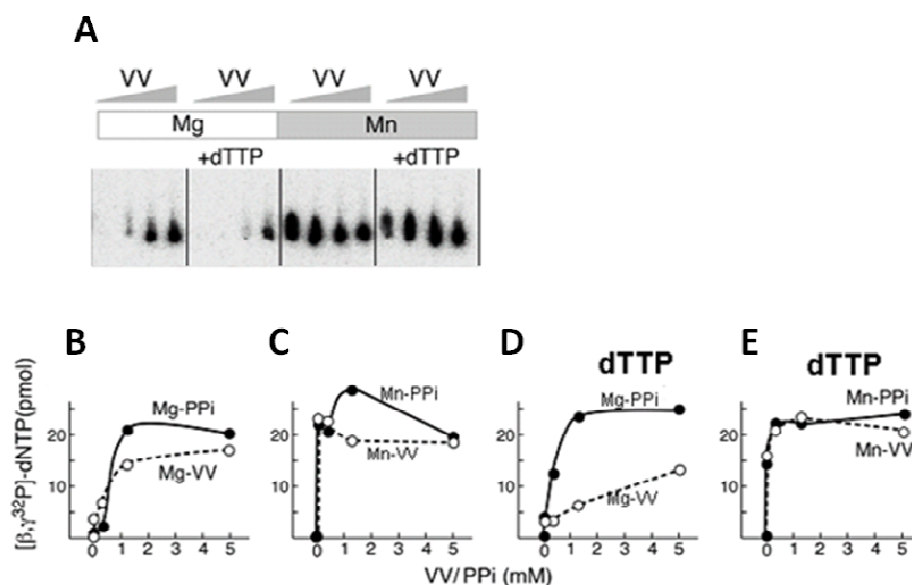 A
VV VV VV VV
Mg Mn
+dTTP +dTTP
B C D E
dTTP dTTP
[β,γ³²P]-dNTP(pmol)
20 20 20 20
10 10 10 10
0
Mg-PPi
Mg-VV
Mn-PPi
Mn-VV
Mg-PPi
Mg-VV
Mn-PPi
Mn-VV
0 1 2 3 4 5 0 1 2 3 4 5 0 1 2 3 4 5 0 1 2 3 4 5
VV/PPi (mM)